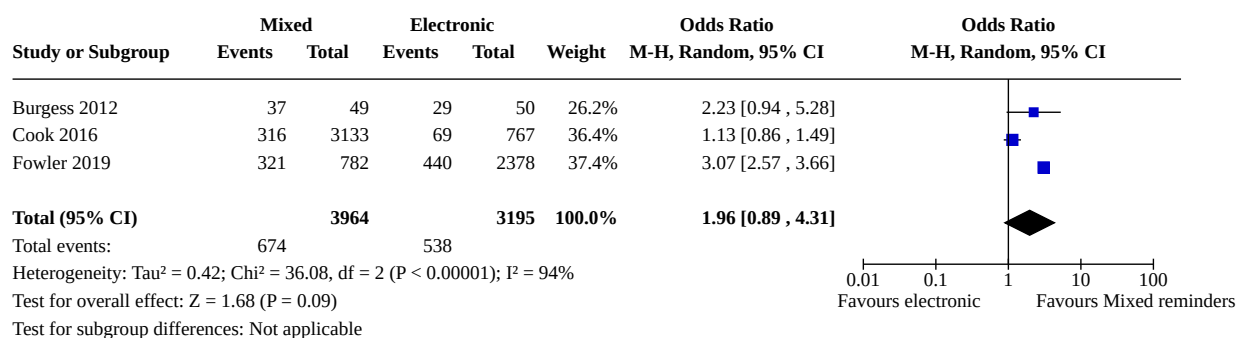 Mixed Electronic Odds Ratio Odds Ratio
Study or Subgroup Events Total Events Total Weight M-H, Random, 95% CI M-H, Random, 95% CI
Burgess 2012 37 49 29 50 26.2% 2.23 [0.94 , 5.28]
Cook 2016 316 3133 69 767 36.4% 1.13 [0.86 , 1.49]
Fowler 2019 321 782 440 2378 37.4% 3.07 [2.57 , 3.66]
Total (95% CI) 3964 3195 100.0% 1.96 [0.89 , 4.31]
Total events: 674 538
Heterogeneity: Tau² = 0.42; Chi² = 36.08, df = 2 (P < 0.00001); I² = 94%
0.01 0.1 1 10 100
Test for overall effect: Z = 1.68 (P = 0.09) Favours electronic Favours Mixed reminders
Test for subgroup differences: Not applicable